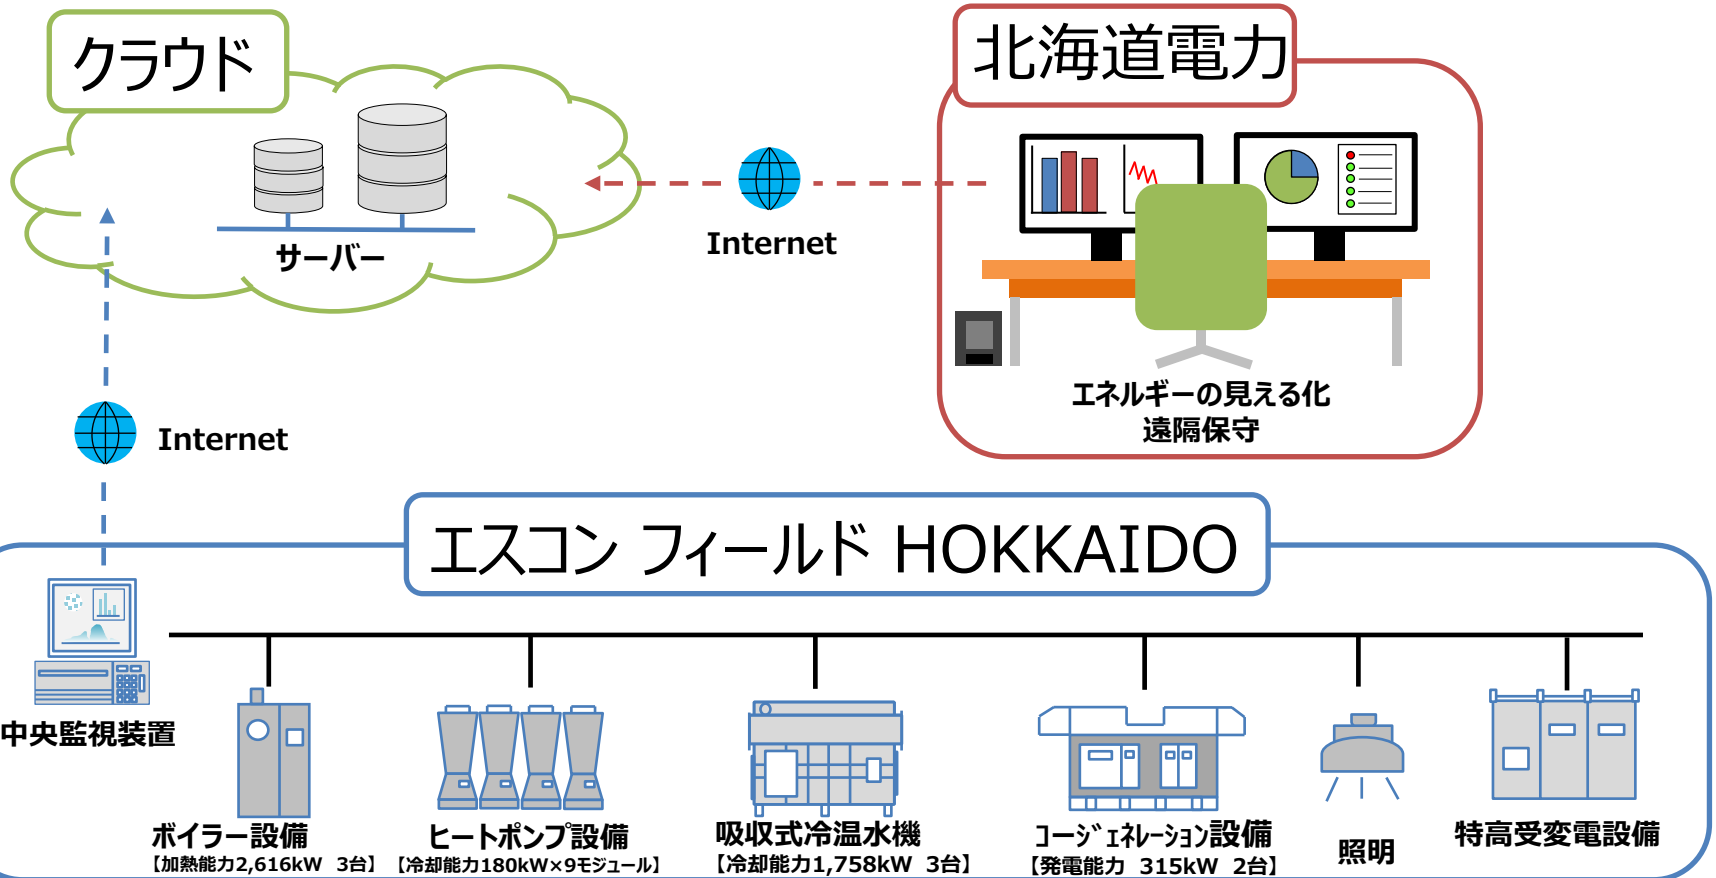 クラウド
北海道電力
サーバー
Internet
エネルギーの見える化
遠隔保守
Internet
エスコン フィールド HOKKAIDO
中央監視装置
ボイラー設備
【加熱能力2,616kW 3台】
ヒートポンプ設備
【冷却能力180kW×9モジュール】
吸収式冷温水機
【冷却能力1,758kW 3台】
コージェネレーション設備
【発電能力 315kW 2台】
照明
特高受変電設備